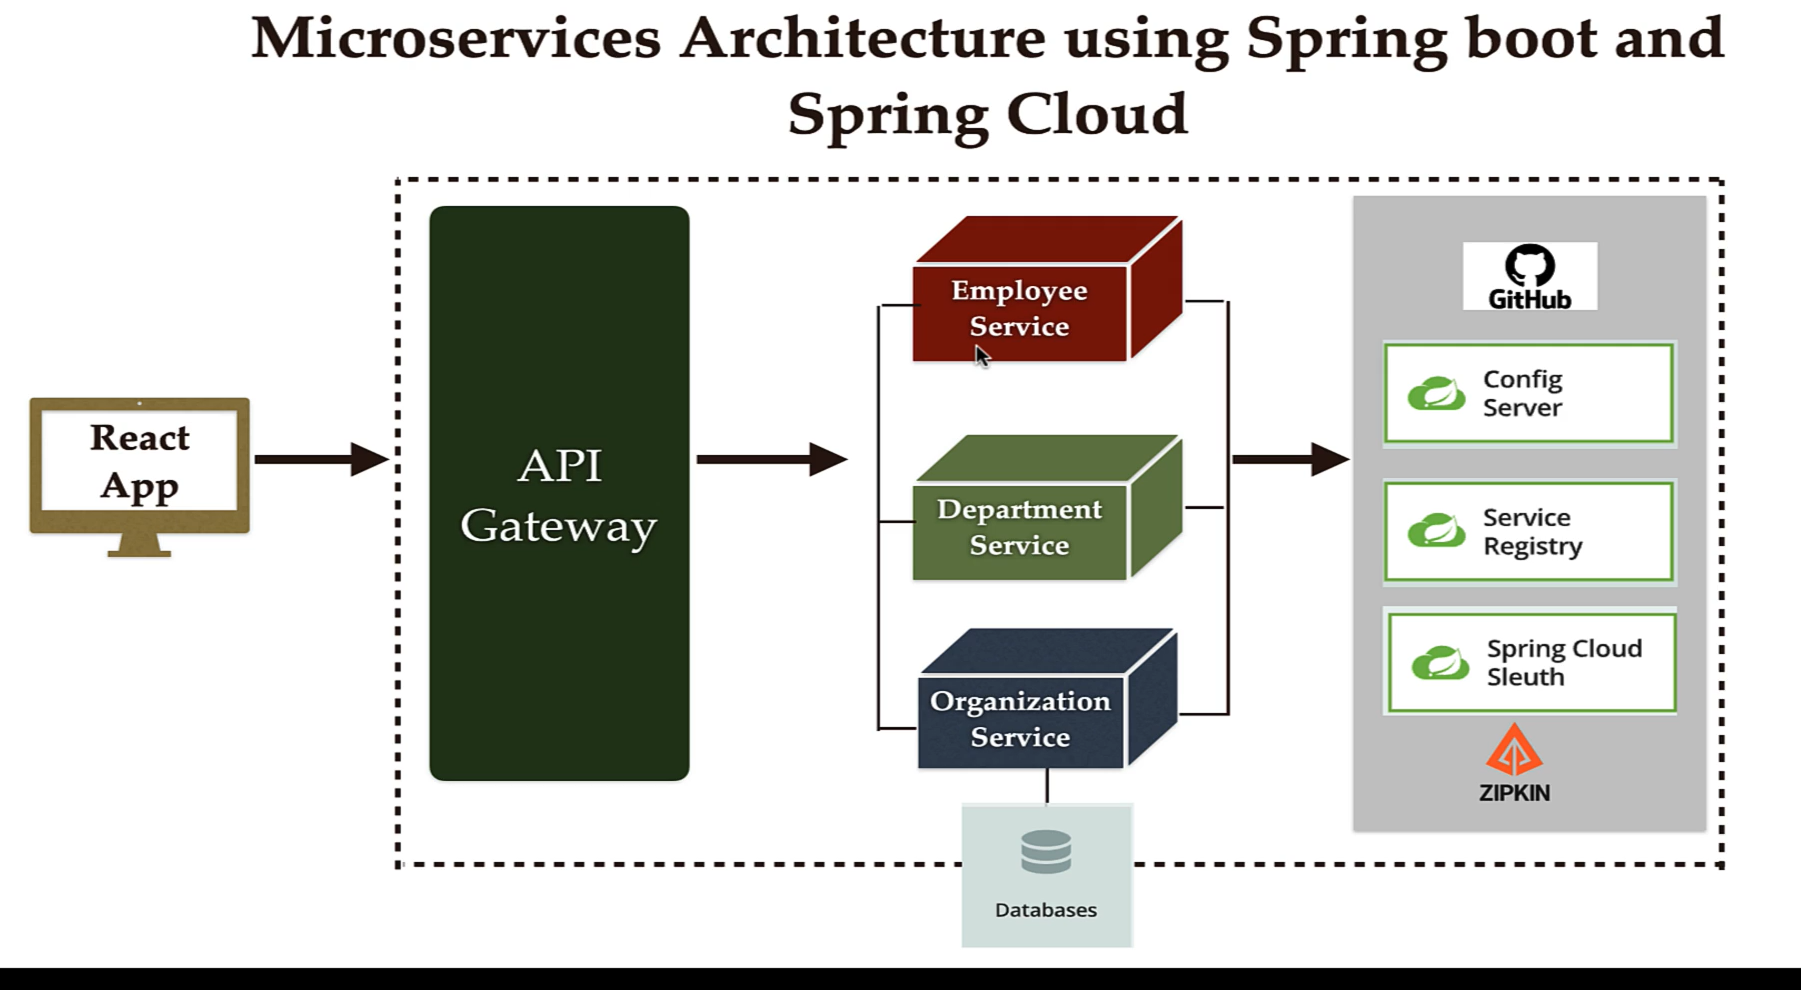 Microservices Architecture using Spring boot and
Spring Cloud
React
App
API
Gateway
Employee
Service
Department
Service
Organization
Service
Databases
GitHub
Config
Server
Service
Registry
Spring Cloud
Sleuth
ZIPKIN